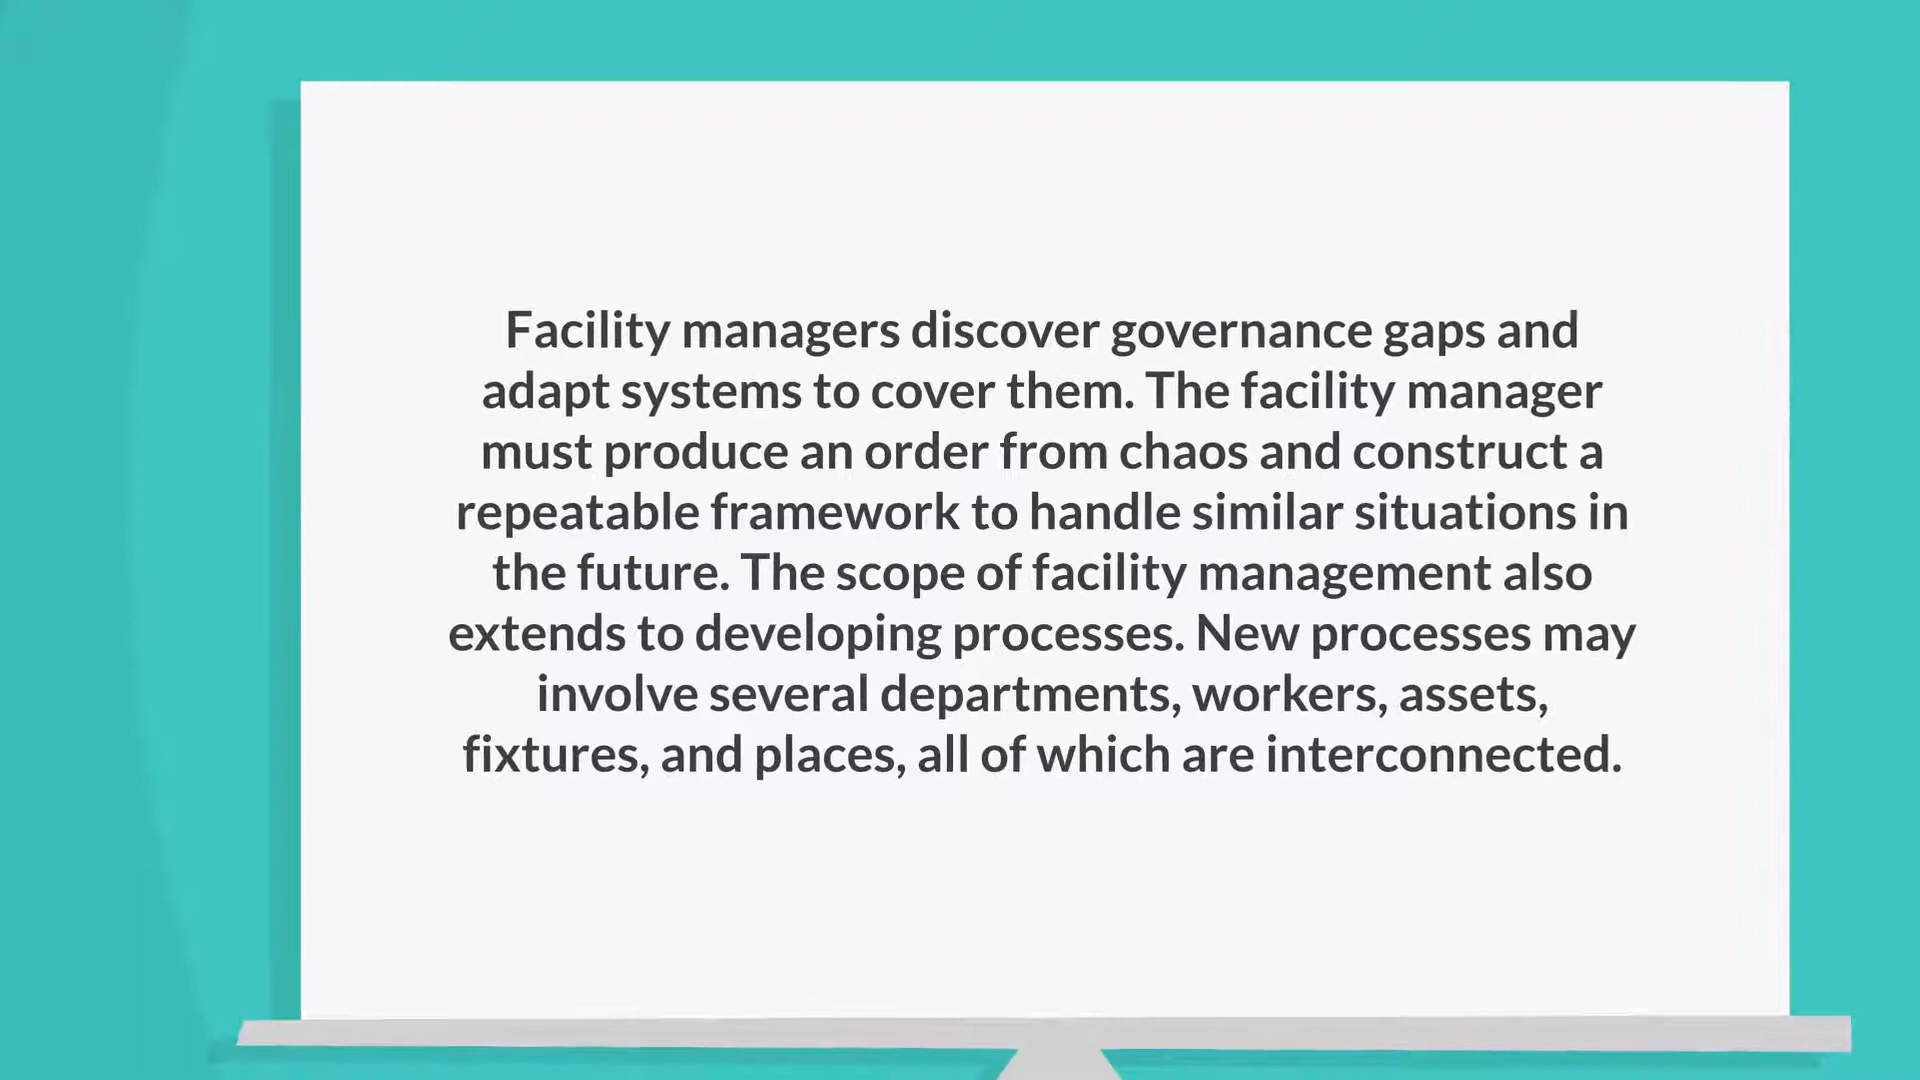 Facility managers discover governance gaps and
adapt systems to cover them. The facility manager
must produce an order from chaos and construct a
repeatable framework to handle similar situations in
the future. The scope of facility management also
extends to developing processes. New processes may
involve several departments, workers, assets,
fixtures, and places, all of which are interconnected.